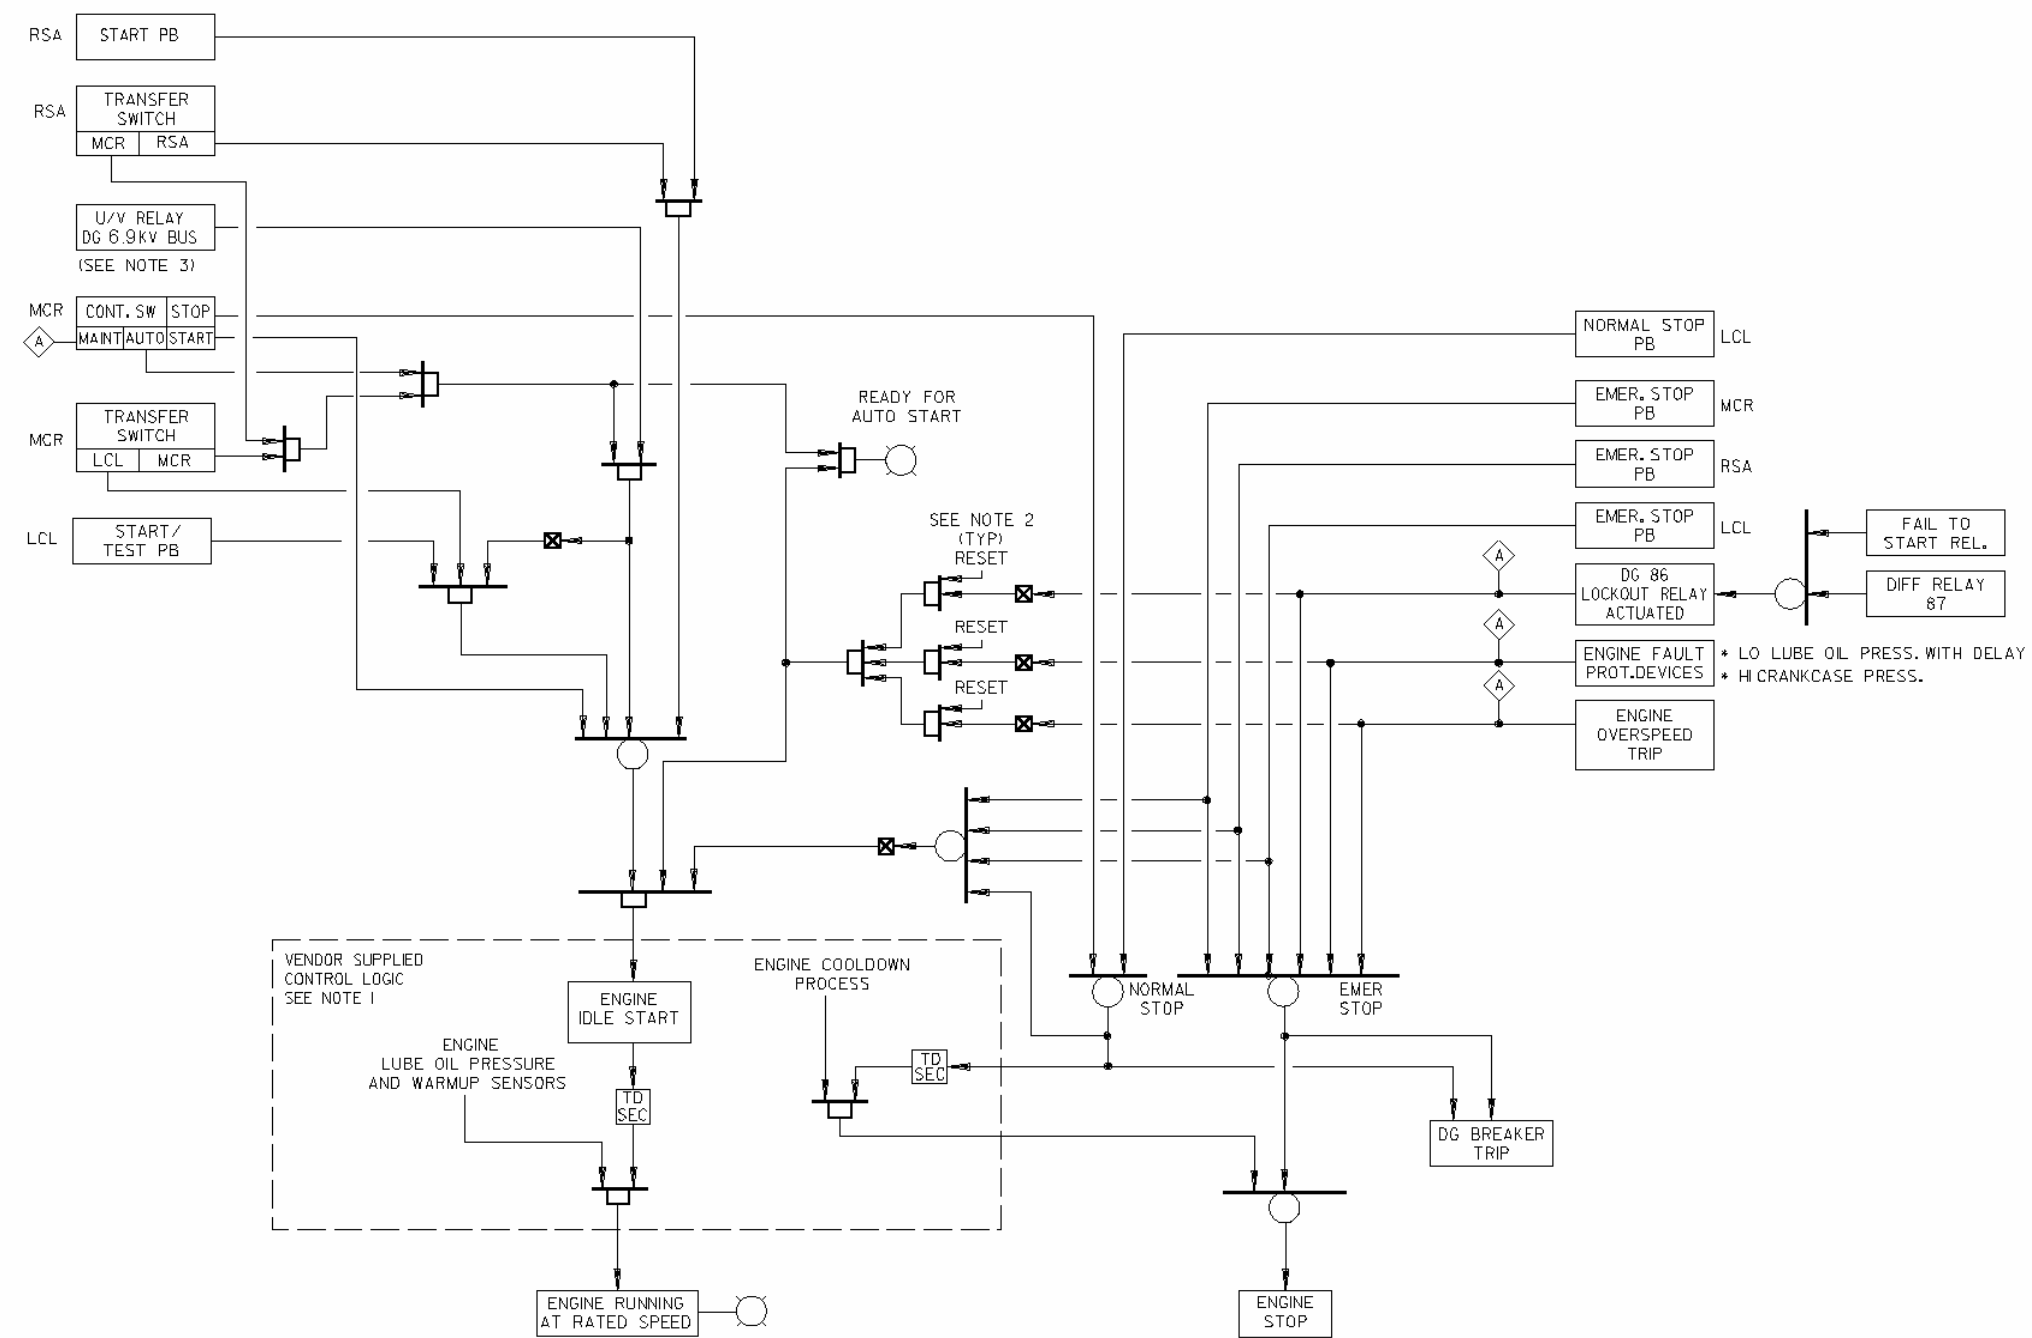 RSA
START PB
RSA
TRANSFER
SWITCH
MCR
RSA
U/V RELAY
DG 6.9KV BUS
(SEE NOTE 3)
MCR
CONT. SW
STOP
A
MAINT
AUTO
START
MCR
TRANSFER
SWITCH
LCL
MCR
LCL
START/
TEST PB
READY FOR
AUTO START
SEE NOTE 2
(TYP)
RESET
RESET
RESET
NORMAL STOP
PB
LCL
EMER. STOP
PB
MCR
EMER. STOP
PB
RSA
EMER. STOP
PB
LCL
FAIL TO
START REL.
A
DG 86
LOCKOUT RELAY
ACTUATED
DIFF RELAY
87
A
ENGINE FAULT
PROT.DEVICES
* LO LUBE OIL PRESS. WITH DELAY
* HI CRANKCASE PRESS.
A
ENGINE
OVERSPEED
TRIP
VENDOR SUPPLIED
CONTROL LOGIC
SEE NOTE 1
ENGINE
IDLE START
ENGINE COOLDOWN
PROCESS
NORMAL
STOP
EMER
STOP
ENGINE
LUBE OIL PRESSURE
AND WARMUP SENSORS
TD
SEC
TD
SEC
DG BREAKER
TRIP
ENGINE RUNNING
AT RATED SPEED
ENGINE
STOP